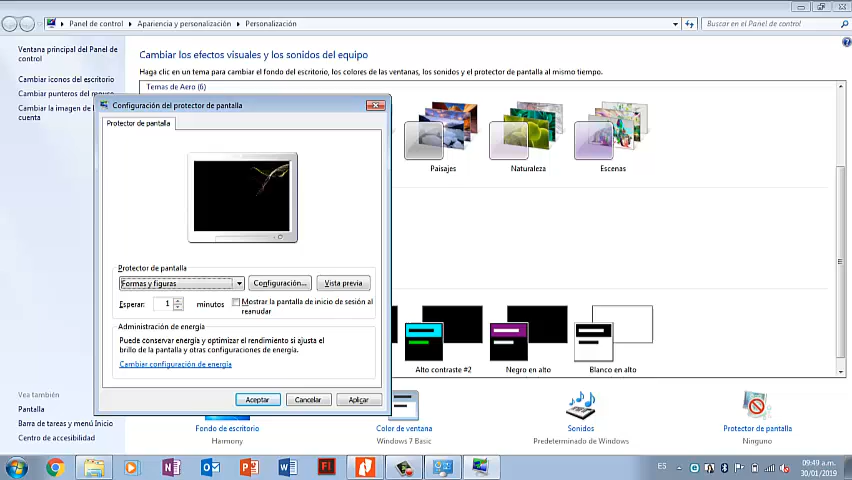 Panel de control
Apariencia y personalización
Personalización
Buscar en el Panel de control
Ventana principal del Panel de
control
Cambiar iconos del escritorio
Cambiar punteros del mouse
Cambiar la imagen de
cuenta
Cambiar los efectos visuales y los sonidos del equipo
Haga clic en un tema para cambiar el fondo del escritorio, los colores de las ventanas, los sonidos y el protector de pantalla al mismo tiempo.
Temas de Aero (6)
Paisajes
Naturaleza
Escenas
Configuración del protector de pantalla
Protector de pantalla
Protector de pantalla
Formas y figuras
Configuración...
Vista previa
Esperar:
1
minutos
Mostrar la pantalla de inicio de sesión al
reanudar
Administración de energía
Puede conservar energía y optimizar el rendimiento si ajusta el
brillo de la pantalla y otras configuraciones de energía.
Cambiar configuración de energía
Aceptar
Cancelar
Aplicar
Alto contraste #2
Negro en alto
Blanco en alto
Vea también
Pantalla
Barra de tareas y menú Inicio
Centro de accesibilidad
Fondo de escritorio
Harmony
Color de ventana
Windows 7 Basic
Sonidos
Predeterminado de Windows
Protector de pantalla
Ninguno
ES
09:49 a.m.
30/01/2019